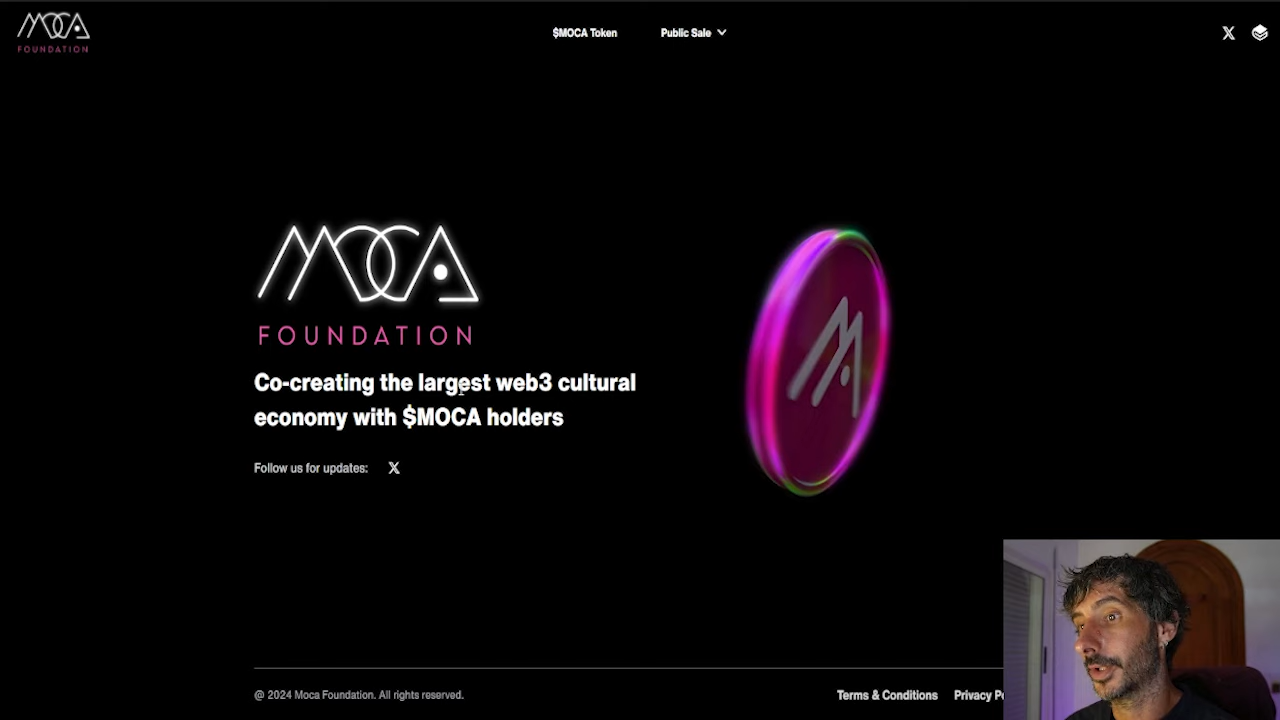 MOCA
FOUNDATION
$MOCA Token
Public Sale
MOCA
FOUNDATION
Co-creating the largest web3 cultural
economy with $MOCA holders
Follow us for updates:
@ 2024 Moca Foundation. All rights reserved.
Terms & Conditions
Privacy